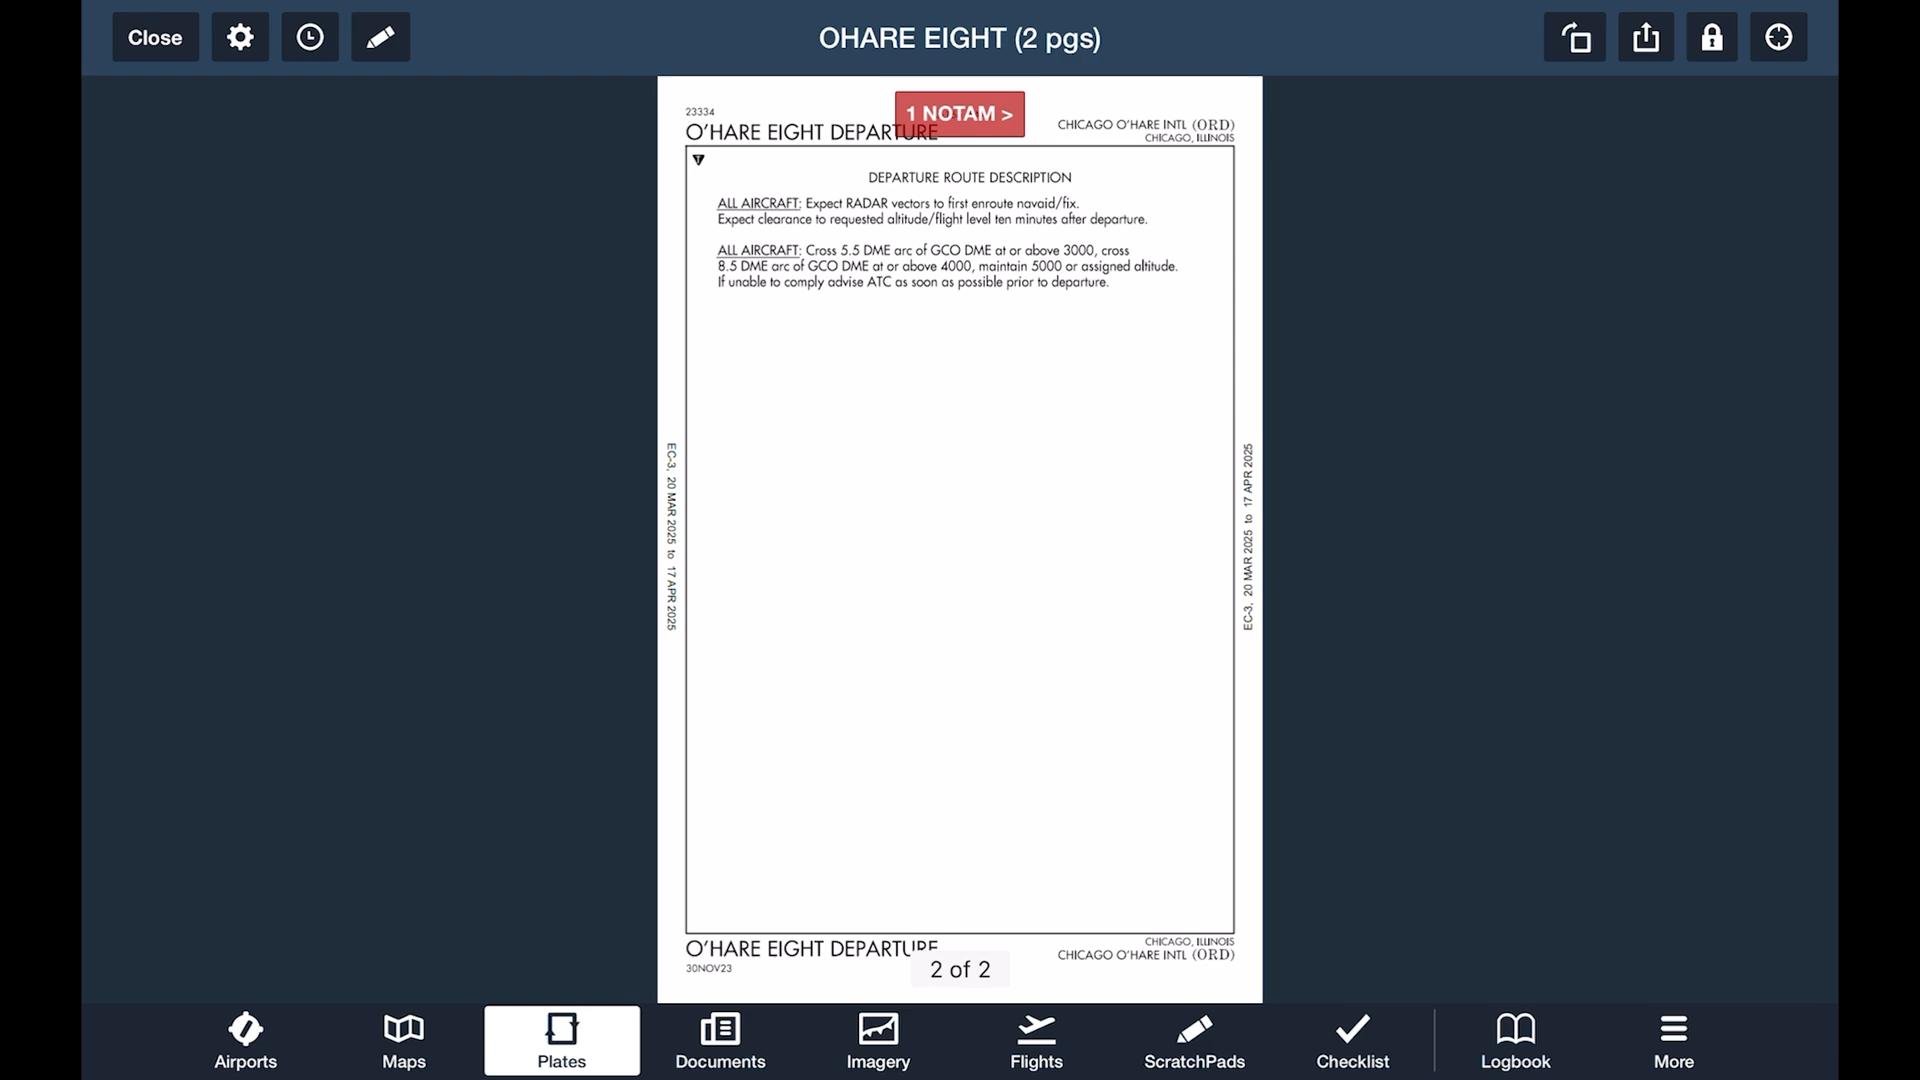 Close
OHARE EIGHT (2 pgs)
23334
1 NOTAM >
O'HARE EIGHT DEPARTURE
CHICAGO O'HARE INTL (ORD)
CHICAGO, ILLINOIS
T
DEPARTURE ROUTE DESCRIPTION
ALL AIRCRAFT: Expect RADAR vectors to first enroute navaid/fix.
Expect clearance to requested altitude/flight level ten minutes after departure.
ALL AIRCRAFT: Cross 5.5 DME arc of GCO DME at or above 3000, cross
8.5 DME arc of GCO DME at or above 4000, maintain 5000 or assigned altitude.
If unable to comply advise ATC as soon as possible prior to departure.
EC-3, 20 MAR 2025 to 17 APR 2025
EC-3, 20 MAR 2025 to 17 APR 2025
O'HARE EIGHT DEPARTURE
30NOV23
2 of 2
CHICAGO, ILLINOIS
CHICAGO O'HARE INTL (ORD)
Airports
Maps
Plates
Documents
Imagery
Flights
ScratchPads
Checklist
Logbook
More